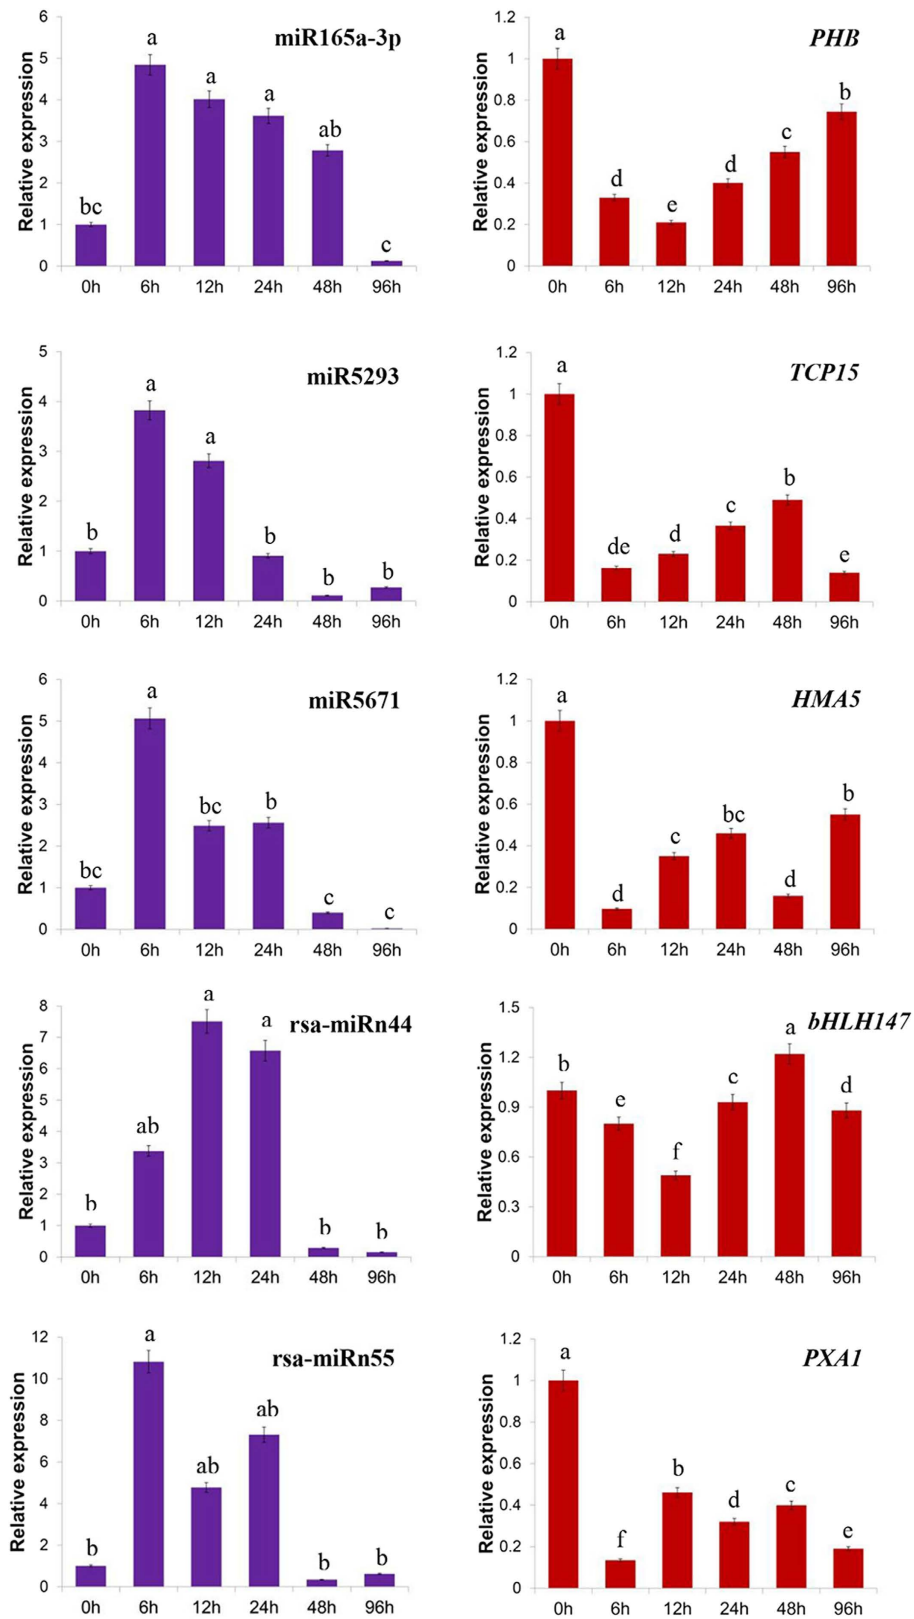 miR165a-3p
Relative expression
6
5
4
3
2
1
0
bc
a
a
a
ab
c
0h 6h 12h 24h 48h 96h
PHB
Relative expression
1.2
1
0.8
0.6
0.4
0.2
0
a
d
e
d
c
b
0h 6h 12h 24h 48h 96h
miR5293
Relative expression
5
4
3
2
1
0
b
a
a
b
b
b
0h 6h 12h 24h 48h 96h
TCP15
Relative expression
1.2
1
0.8
0.6
0.4
0.2
0
a
de
d
c
b
e
0h 6h 12h 24h 48h 96h
miR5671
Relative expression
6
5
4
3
2
1
0
bc
a
bc
b
c
c
0h 6h 12h 24h 48h 96h
HMA5
Relative expression
1.2
1
0.8
0.6
0.4
0.2
0
a
d
c
bc
d
b
0h 6h 12h 24h 48h 96h
rsa-miRn44
Relative expression
8
7
6
5
4
3
2
1
0
b
ab
a
a
b
b
0h 6h 12h 24h 48h 96h
bHLH147
Relative expression
1.5
1.2
0.9
0.6
0.3
0
b
e
f
c
a
d
0h 6h 12h 24h 48h 96h
rsa-miRn55
Relative expression
12
10
8
6
4
2
0
b
a
ab
ab
b
b
0h 6h 12h 24h 48h 96h
PXA1
Relative expression
1.2
1
0.8
0.6
0.4
0.2
0
a
f
b
d
c
e
0h 6h 12h 24h 48h 96h